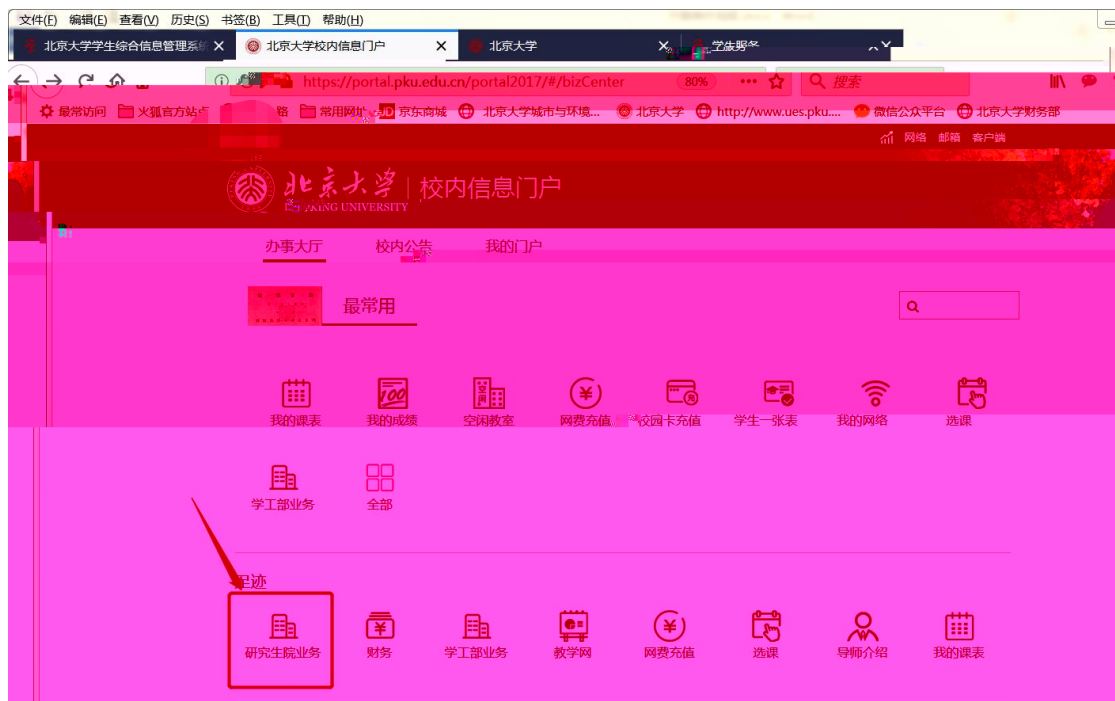 文件(F) 编辑(E) 查看(V) 历史(S) 书签(B) 工具(T) 帮助(H)
北京大学学生综合信息管理系 北京大学校内信息门户 北京大学 学生服务
https://portal.pku.edu.cn/portal2017/#/bizCenter 80% 搜索
最常访问 火狐官方站点 路 常用网址 JD 京东商城 北京大学城市与环境... 北京大学 http://www.ues.pku.... 微信公众平台 北京大学财务部
网络 邮箱 客户端
北京大学 校内信息门户
PEKING UNIVERSITY
办事大厅 校内公告 我的门户
最常用
我的课表 我的成绩 空闲教室 网费充值 校园卡充值 学生一张表 我的网络 选课
学工部业务 全部
足迹
研究生院业务 财务 学工部业务 教学网 网费充值 选课 导师介绍 我的课表